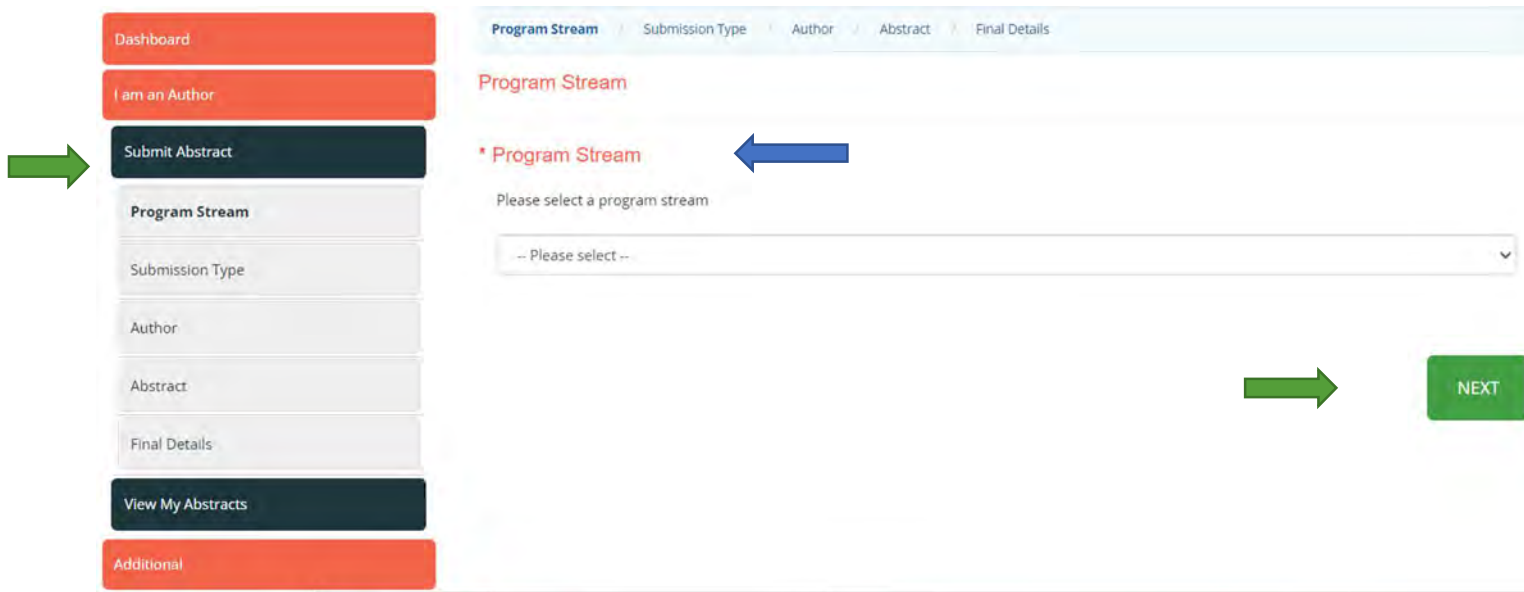 Dashboard
I am an Author
Submit Abstract
Program Stream
Submission Type
Author
Abstract
Final Details
View My Abstracts
Additional
Program Stream / Submission Type / Author / Abstract / Final Details
Program Stream
* Program Stream
Please select a program stream
-- Please select --
NEXT